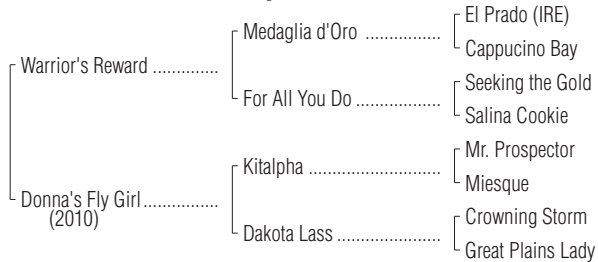 El Prado (IRE)
Medaglia d'Oro ................
Cappucino Bay
Warrior's Reward ..............
Seeking the Gold
For All You Do ..................
Salina Cookie
Mr. Prospector
Kitalpha ...........................
Miesque
Donna's Fly Girl................
(2010)
Crowning Storm
Dakota Lass .....................
Great Plains Lady